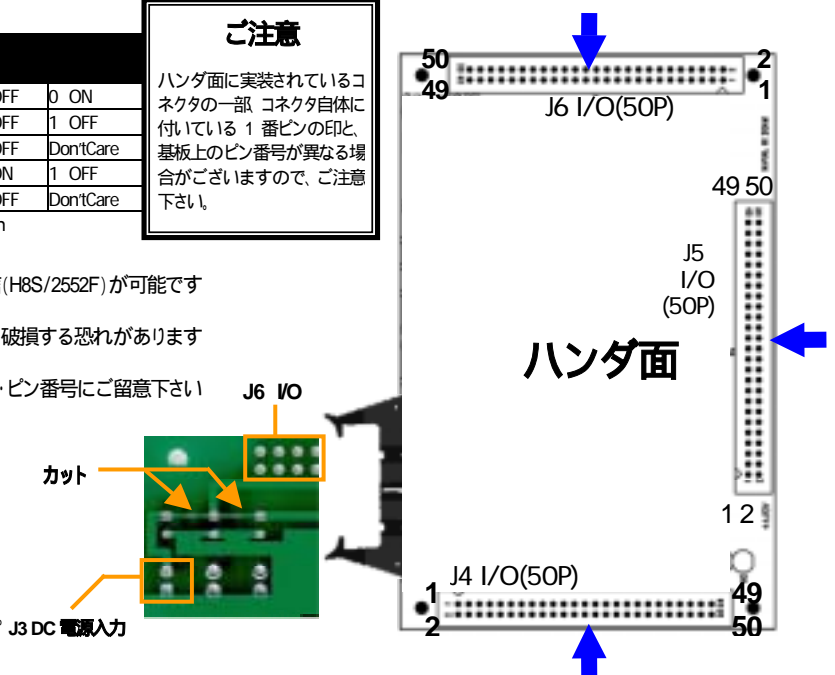 ご注意
ハンダ面に実装されているコ
ネクタの一部、コネクタ自体に
付いている 1 番ピンの印と、
基板上のピン番号が異なる場
合がございますので、ご注意
下さい。
OFF 0 ON
OFF 1 OFF
OFF Don'tCare
ON 1 OFF
OFF Don'tCare
(H8S/2552F)が可能です
破損する恐れがあります
・ピン番号にご留意下さい
J6 I/O
カット
J3 DC 電源入力
50 2
49 1
J6 I/O(50P)
49 50
J5
I/O
(50P)
ハンダ面
1 2
J4 I/O(50P)
1 49
2 50